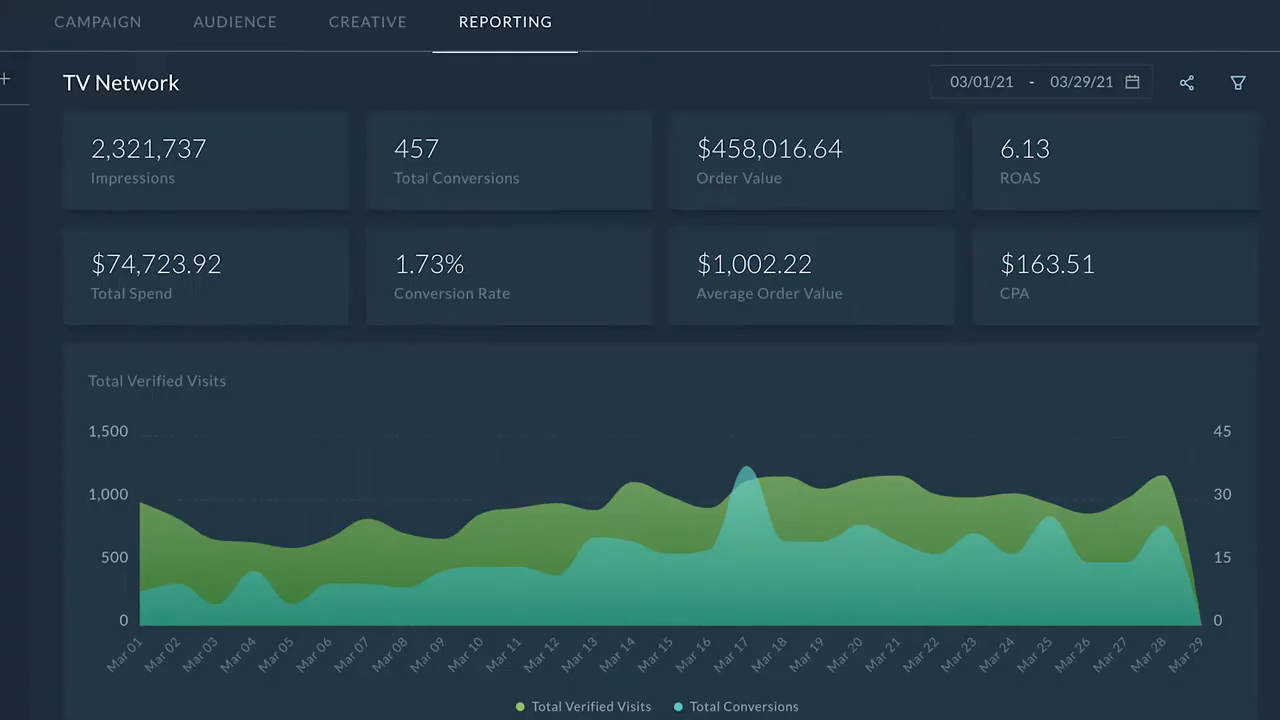 CAMPAIGN AUDIENCE CREATIVE REPORTING
+
TV Network
03/01/21 - 03/29/21
2,321,737
Impressions
457
Total Conversions
$458,016.64
Order Value
6.13
ROAS
$74,723.92
Total Spend
1.73%
Conversion Rate
$1,002.22
Average Order Value
$163.51
CPA
Total Verified Visits
1,500
1,000
500
0
45
30
15
0
Mar 01
Mar 02
Mar 03
Mar 04
Mar 05
Mar 06
Mar 07
Mar 08
Mar 09
Mar 10
Mar 11
Mar 12
Mar 13
Mar 14
Mar 15
Mar 16
Mar 17
Mar 18
Mar 19
Mar 20
Mar 21
Mar 22
Mar 23
Mar 24
Mar 25
Mar 26
Mar 27
Mar 28
Mar 29
Total Verified Visits Total Conversions